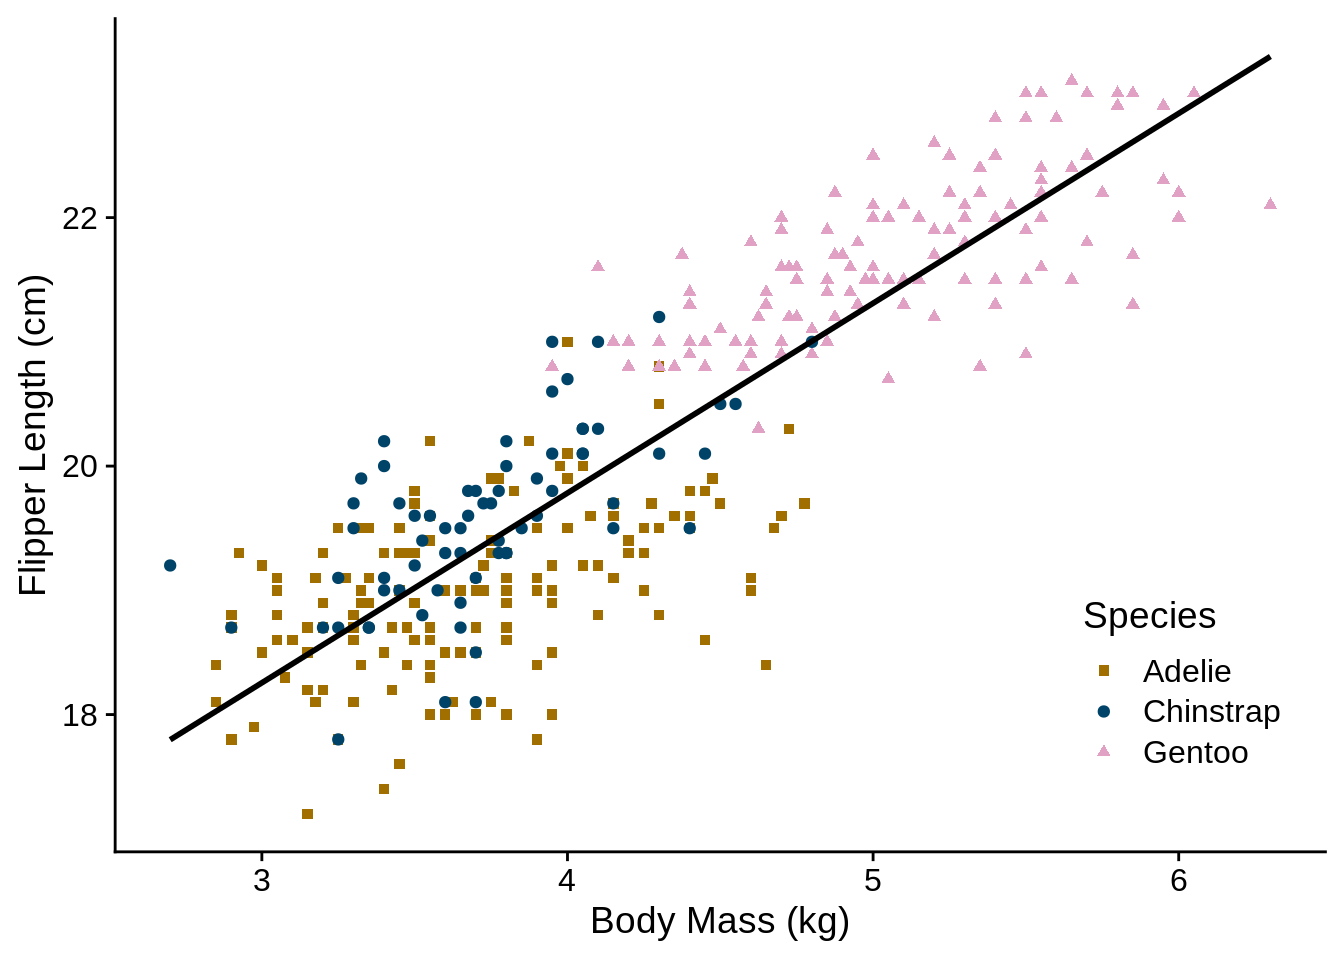 22
20
18
Flipper Length (cm)
3
4
5
6
Body Mass (kg)
Species
Adelie
Chinstrap
Gentoo